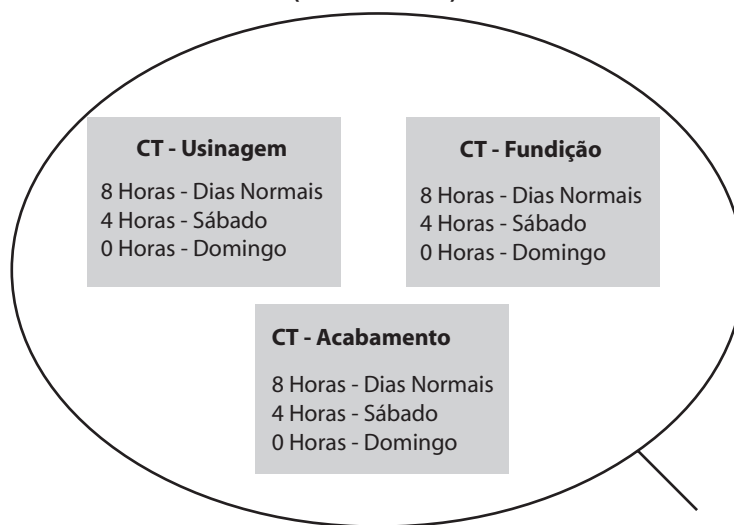 CT - Usinagem
8 Horas - Dias Normais
4 Horas - Sábado
0 Horas - Domingo
CT - Fundição
8 Horas - Dias Normais
4 Horas - Sábado
0 Horas - Domingo
CT - Acabamento
8 Horas - Dias Normais
4 Horas - Sábado
0 Horas - Domingo